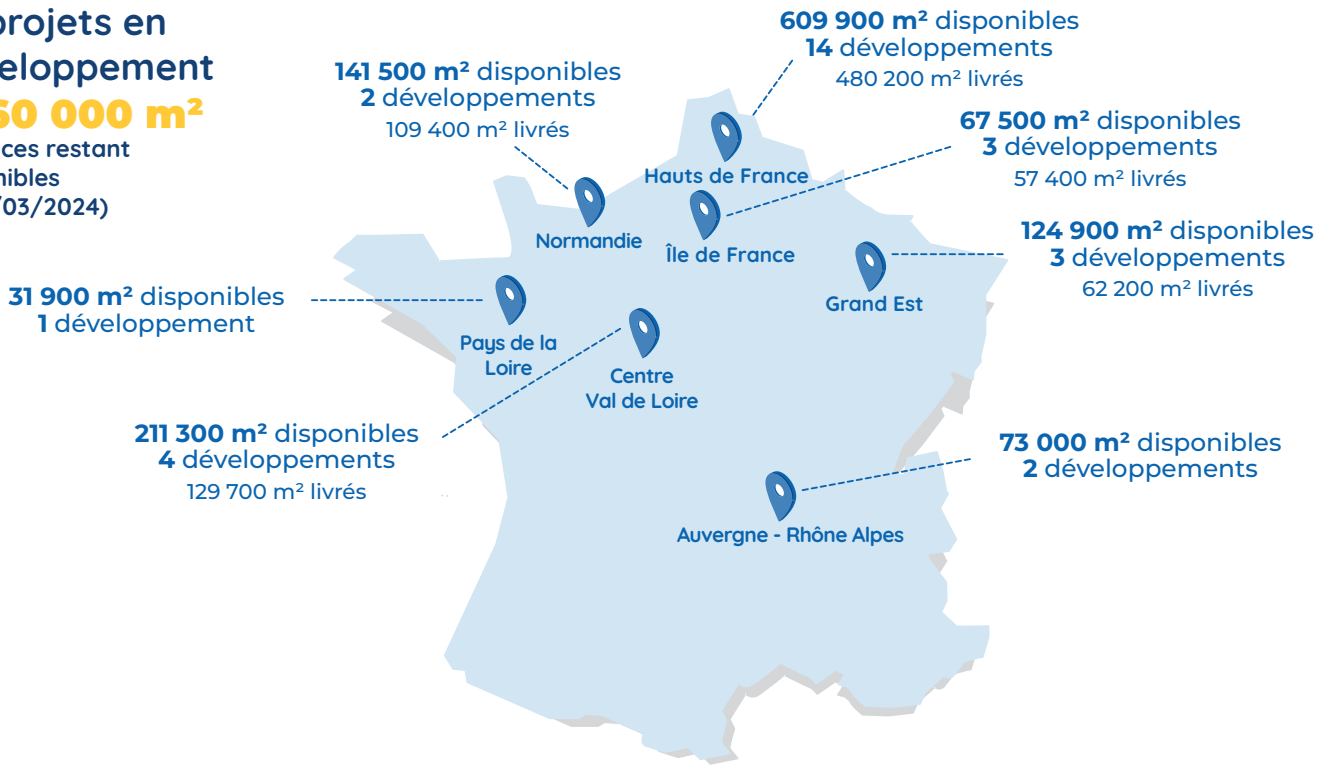 projets en
eloppement
60 000 m²
ces restant
nibles
/03/2024)
609 900 m² disponibles
14 développements
480 200 m² livrés
141 500 m² disponibles
2 développements
109 400 m² livrés
67 500 m² disponibles
3 développements
57 400 m² livrés
Hauts de France
Normandie
Île de France
124 900 m² disponibles
3 développements
62 200 m² livrés
Grand Est
31 900 m² disponibles
1 développement
Pays de la
Loire
Centre
Val de Loire
211 300 m² disponibles
4 développements
129 700 m² livrés
73 000 m² disponibles
2 développements
Auvergne - Rhône Alpes